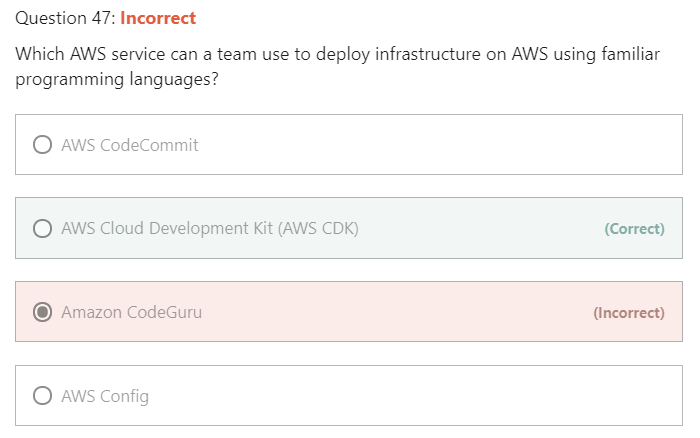 Question 47: Incorrect
Which AWS service can a team use to deploy infrastructure on AWS using familiar
programming languages?
AWS CodeCommit
AWS Cloud Development Kit (AWS CDK) (Correct)
Amazon CodeGuru (Incorrect)
AWS Config